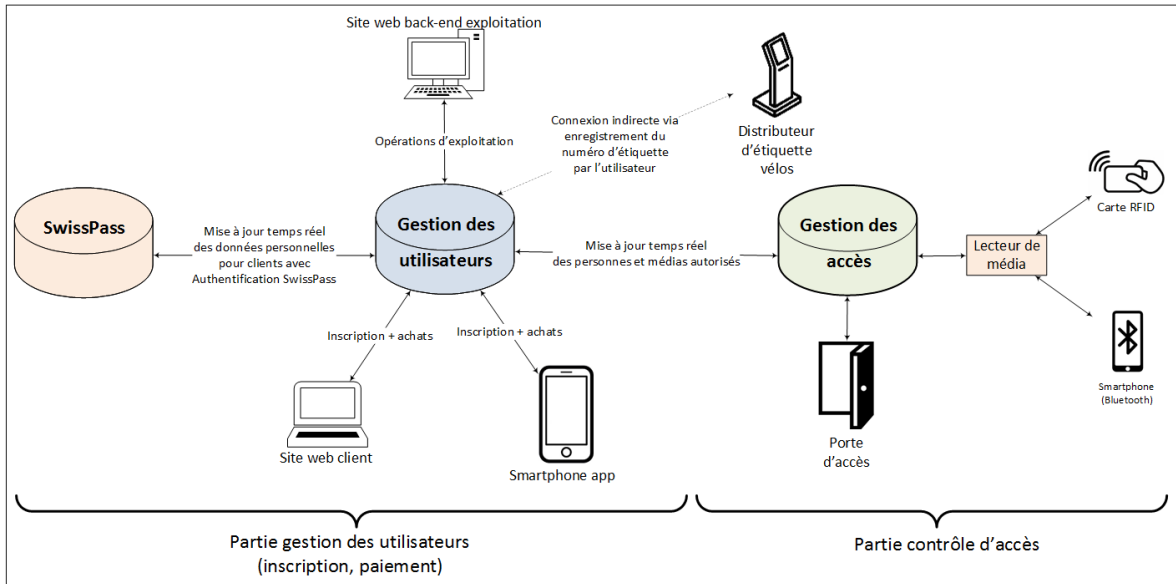 Site web back-end exploitation
Opérations d'exploitation
Connexion indirecte via
enregistrement du
numéro d'étiquette
par l'utilisateur
Distributeur
d'étiquette
vélos
SwissPass
Mise à jour temps réel
des données personnelles
pour clients avec
Authentification SwissPass
Gestion des
utilisateurs
Mise à jour temps réel
des personnes et médias autorisés
Gestion des
accès
Lecteur de
média
Carte RFID
Smartphone
(Bluetooth)
Inscription + achats
Inscription + achats
Site web client
Smartphone app
Porte
d'accès
Partie gestion des utilisateurs
(inscription, paiement)
Partie contrôle d'accès